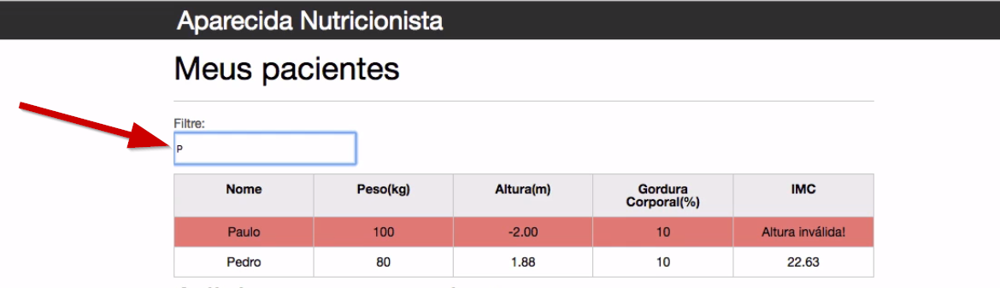 Aparecida Nutricionista
Meus pacientes
Filtre:
P
Nome Peso(kg) Altura(m) Gordura Corporal(%) IMC
Paulo 100 -2.00 10 Altura inválida!
Pedro 80 1.88 10 22.63